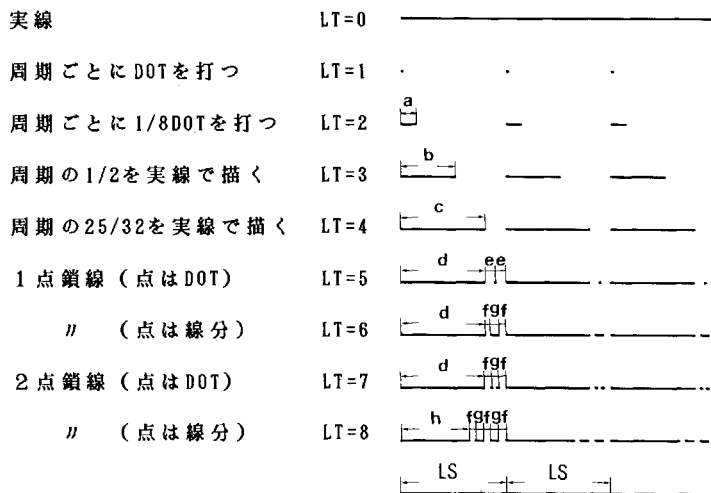 実線 LT=0
周期ごとにDOTを打つ LT=1
a
周期ごとに1/8DOTを打つ LT=2
b
周期の1/2を実線で描く LT=3
c
周期の25/32を実線で描く LT=4
d e e
1点鎖線(点はDOT) LT=5
d f g f
〃 (点は線分) LT=6
d f g f
2点鎖線(点はDOT) LT=7
h f g f g f
〃 (点は線分) LT=8
LS LS